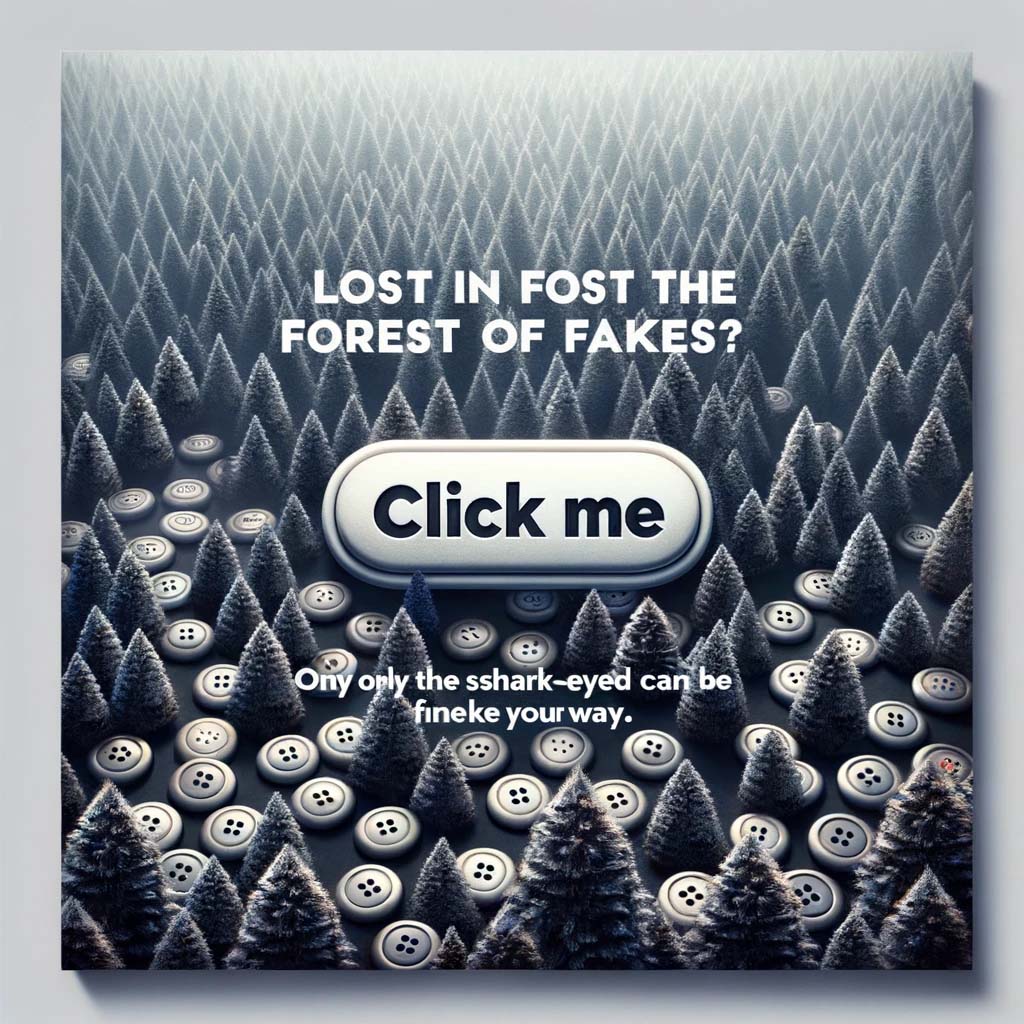 LOST IN FOST THE
FOREST OF FAKES?
Click me
Ony orly the sshark-eyed can be
fineke your way.